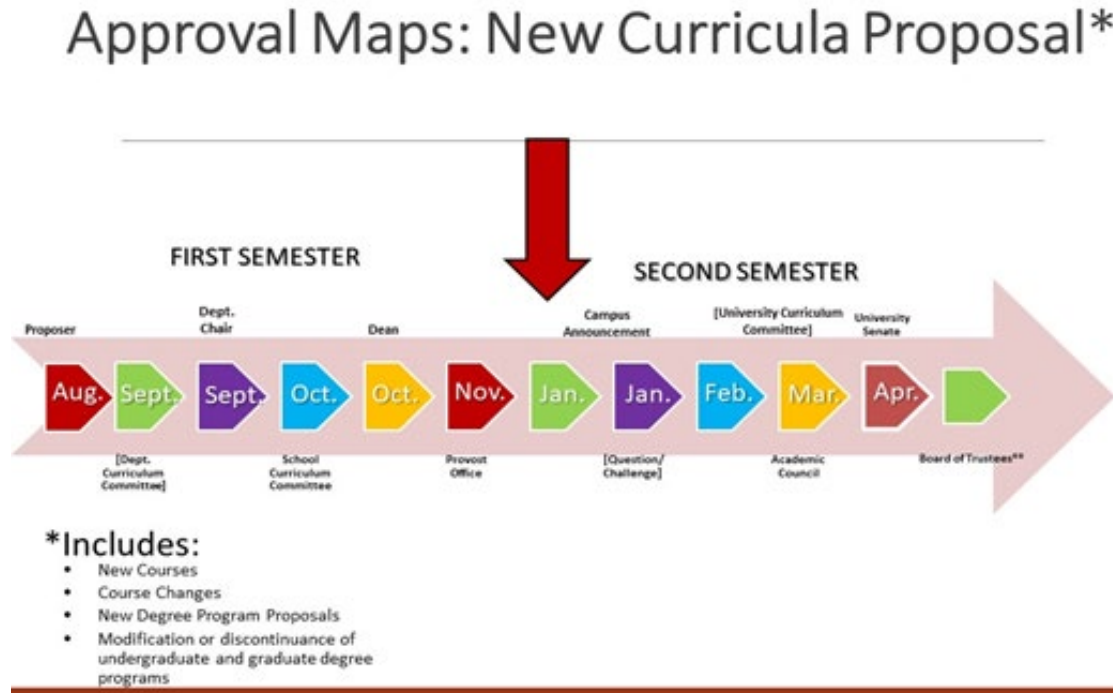 Approval Maps: New Curricula Proposal*
FIRST SEMESTER
SECOND SEMESTER
Proposer
Dept.
Chair
Dean
Campus
Announcement
[University Curriculum
Committee]
University
Senate
Aug.
Sept.
Sept.
Oct.
Oct.
Nov.
Jan.
Jan.
Feb.
Mar.
Apr.
[Dept.
Curriculum
Committee]
School
Curriculum
Committee
Provost
Office
[Question/
Challenge]
Academic
Council
Board of Trustees**
*Includes:
• New Courses
• Course Changes
• New Degree Program Proposals
• Modification or discontinuance of
undergraduate and graduate degree
programs